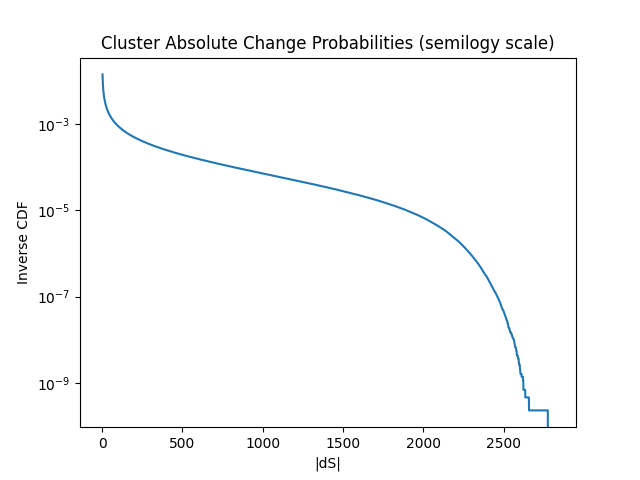 Cluster Absolute Change Probabilities (semilogy scale)
Inverse CDF
10⁻³
10⁻⁵
10⁻⁷
10⁻⁹
0 500 1000 1500 2000 2500
|dS|